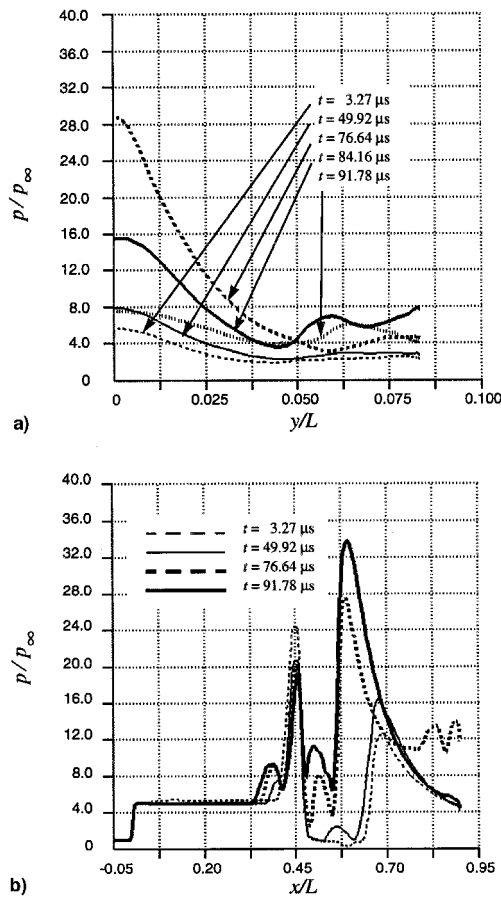 40.0
36.0
32.0
28.0
24.0
20.0
16.0
12.0
8.0
4.0
0
p/p∞
t = 3.27 μs
t = 49.92 μs
t = 76.64 μs
t = 84.16 μs
t = 91.78 μs
0 0.025 0.050 0.075 0.100
y/L
a)
40.0
36.0
32.0
28.0
24.0
20.0
16.0
12.0
8.0
4.0
0
p/p∞
t = 3.27 μs
t = 49.92 μs
t = 76.64 μs
t = 91.78 μs
-0.05 0.20 0.45 0.70 0.95
x/L
b)